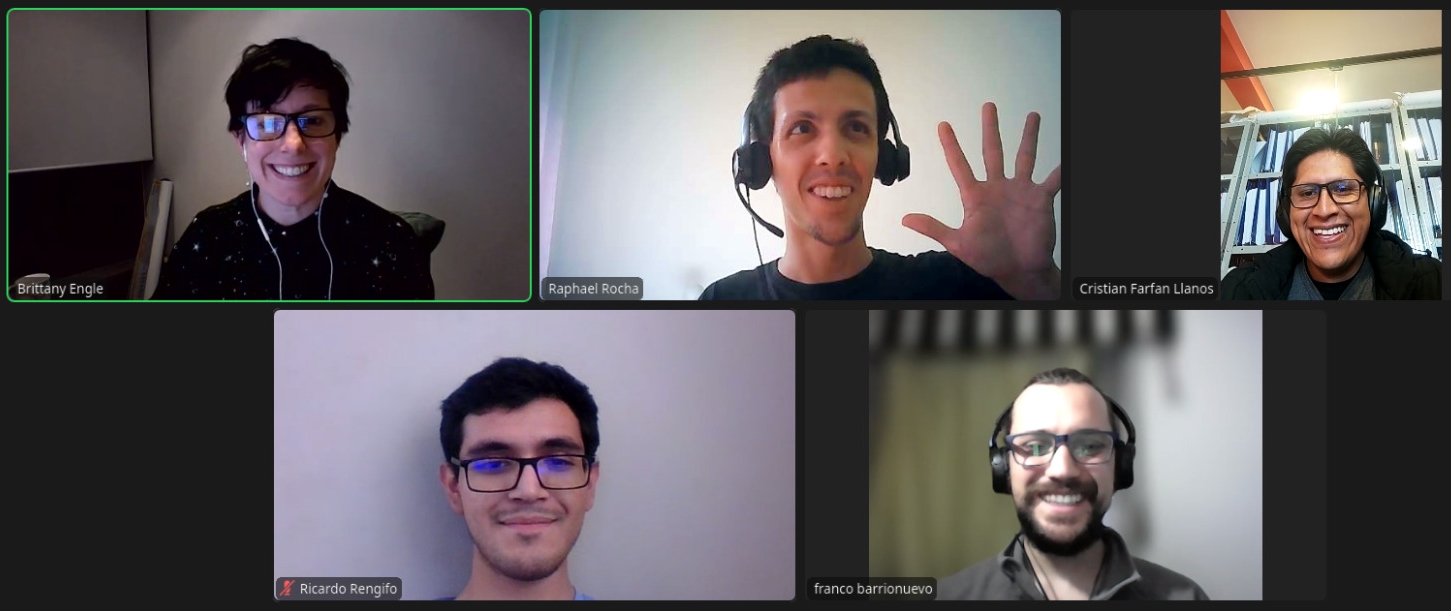 Brittany Engle
Raphael Rocha
Cristian Farfan Llanos
Ricardo Rengifo
franco barrionuevo